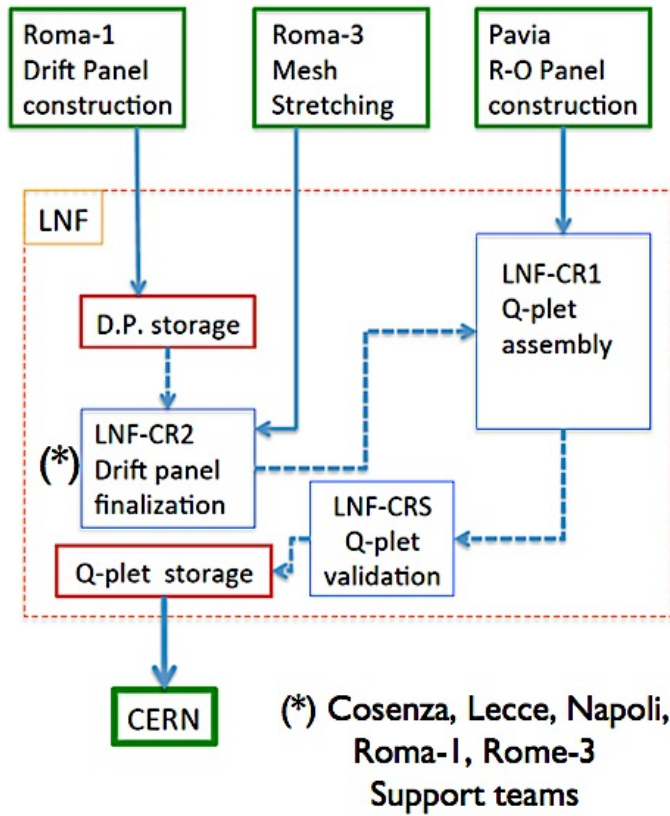 Roma-1
Drift Panel
construction
Roma-3
Mesh
Stretching
Pavia
R-O Panel
construction
LNF
LNF-CR1
Q-plet
assembly
D.P. storage
LNF-CR2
(*) Drift panel
finalization
LNF-CRS
Q-plet
validation
Q-plet storage
CERN
(*) Cosenza, Lecce, Napoli,
Roma-1, Rome-3
Support teams